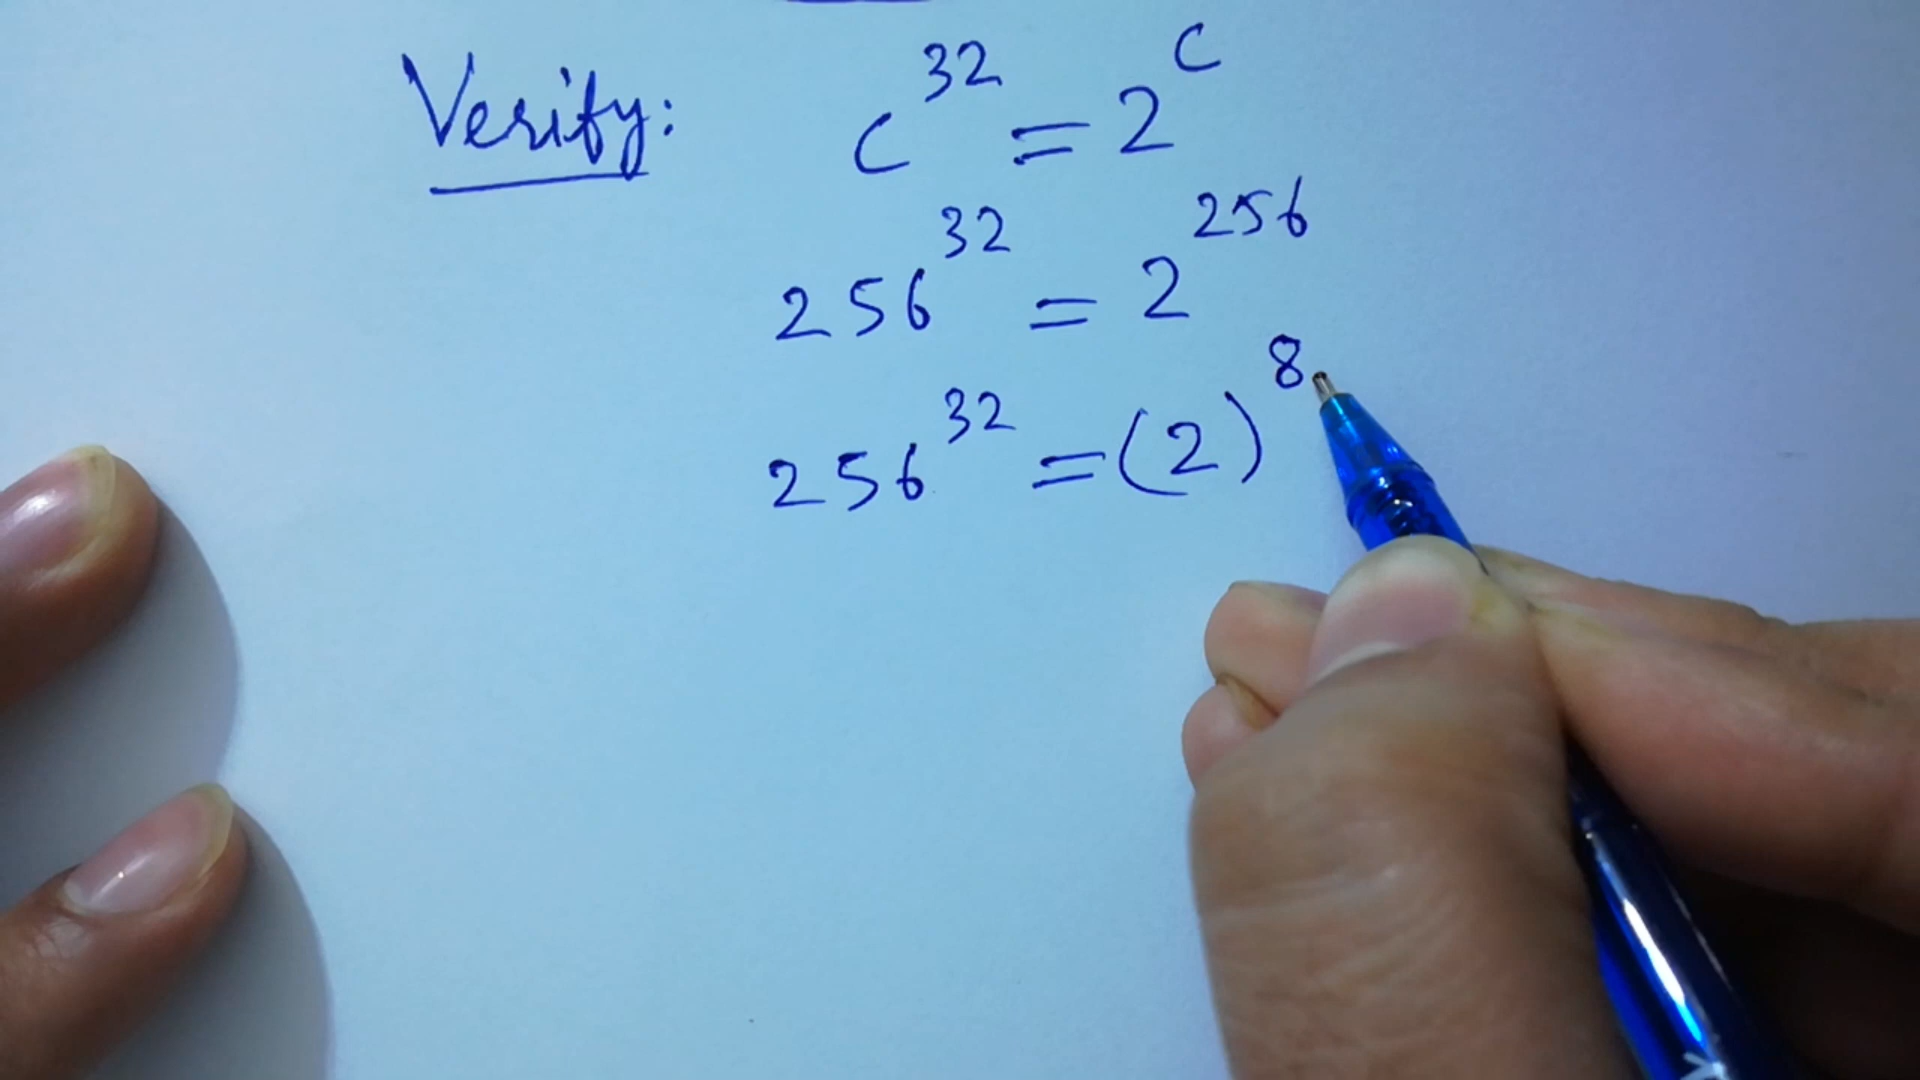 Verify: c^32 = 2^c
256^32 = 2^256
256^32 = (2)^8